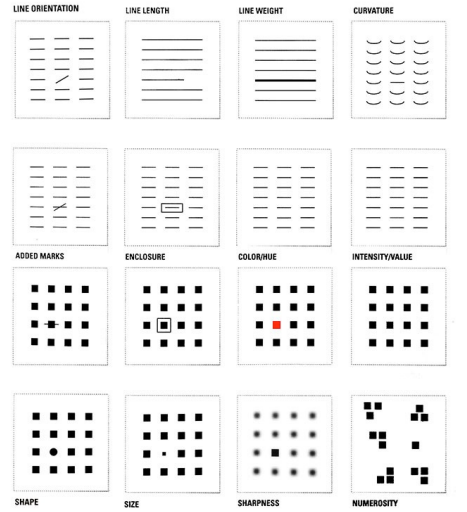 LINE ORIENTATION
LINE LENGTH
LINE WEIGHT
CURVATURE
ADDED MARKS
ENCLOSURE
COLOR/HUE
INTENSITY/VALUE
SHAPE
SIZE
SHARPNESS
NUMEROSITY